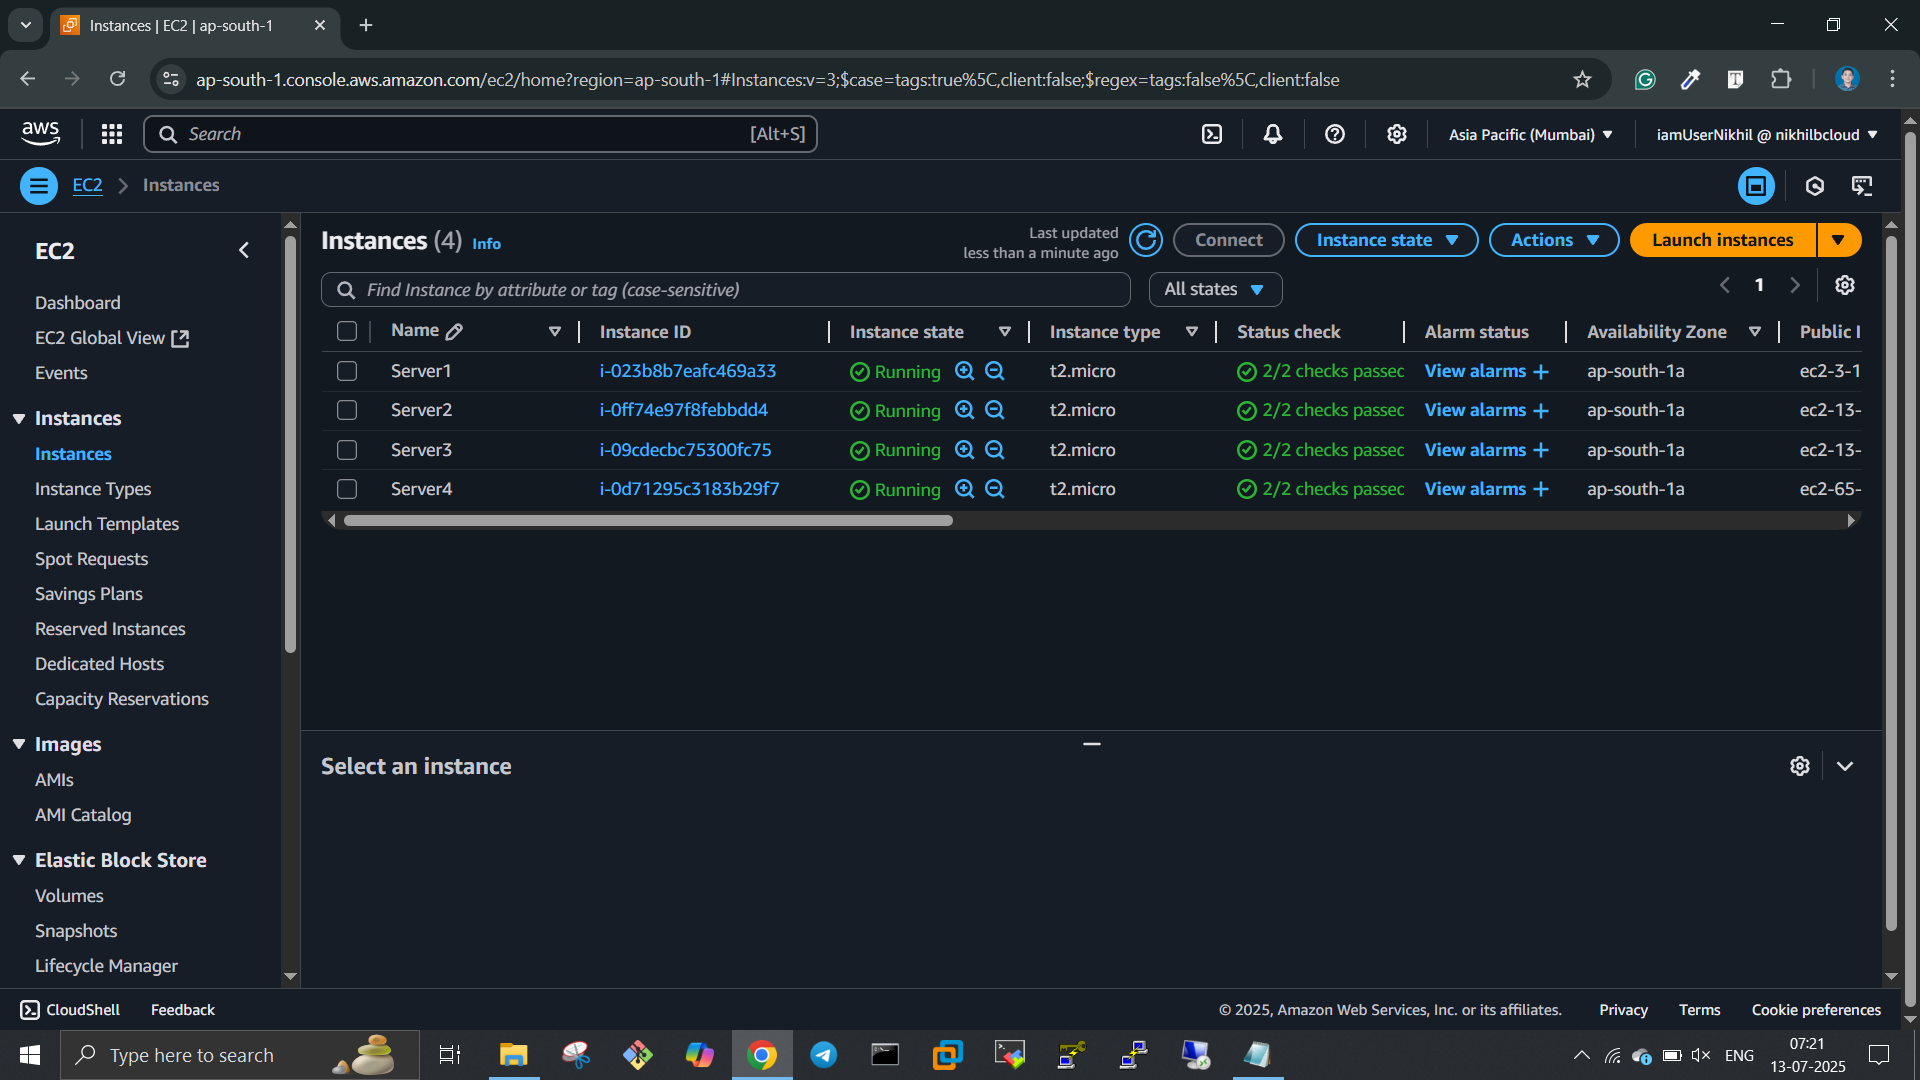 Instances | EC2 | ap-south-1
ap-south-1.console.aws.amazon.com/ec2/home?region=ap-south-1#Instances:v=3;$case=tags:true%5C,client:false;$regex=tags:false%5C,client:false
aws Search [Alt+S] Asia Pacific (Mumbai) iamUserNikhil @ nikhilbcloud
EC2 Instances
EC2
Dashboard
EC2 Global View
Events
Instances
Instances
Instance Types
Launch Templates
Spot Requests
Savings Plans
Reserved Instances
Dedicated Hosts
Capacity Reservations
Images
AMIs
AMI Catalog
Elastic Block Store
Volumes
Snapshots
Lifecycle Manager
Instances (4) Info
Last updated
less than a minute ago
Connect Instance state Actions Launch instances
Find Instance by attribute or tag (case-sensitive) All states 1
Name Instance ID Instance state Instance type Status check Alarm status Availability Zone Public I
Server1 i-023b8b7eafc469a33 Running t2.micro 2/2 checks passec View alarms + ap-south-1a ec2-3-1
Server2 i-0ff74e97f8febbdd4 Running t2.micro 2/2 checks passec View alarms + ap-south-1a ec2-13-
Server3 i-09cdecbc75300fc75 Running t2.micro 2/2 checks passec View alarms + ap-south-1a ec2-13-
Server4 i-0d71295c3183b29f7 Running t2.micro 2/2 checks passec View alarms + ap-south-1a ec2-65-
Select an instance
CloudShell Feedback © 2025, Amazon Web Services, Inc. or its affiliates. Privacy Terms Cookie preferences
Type here to search ENG
07:21
13-07-2025